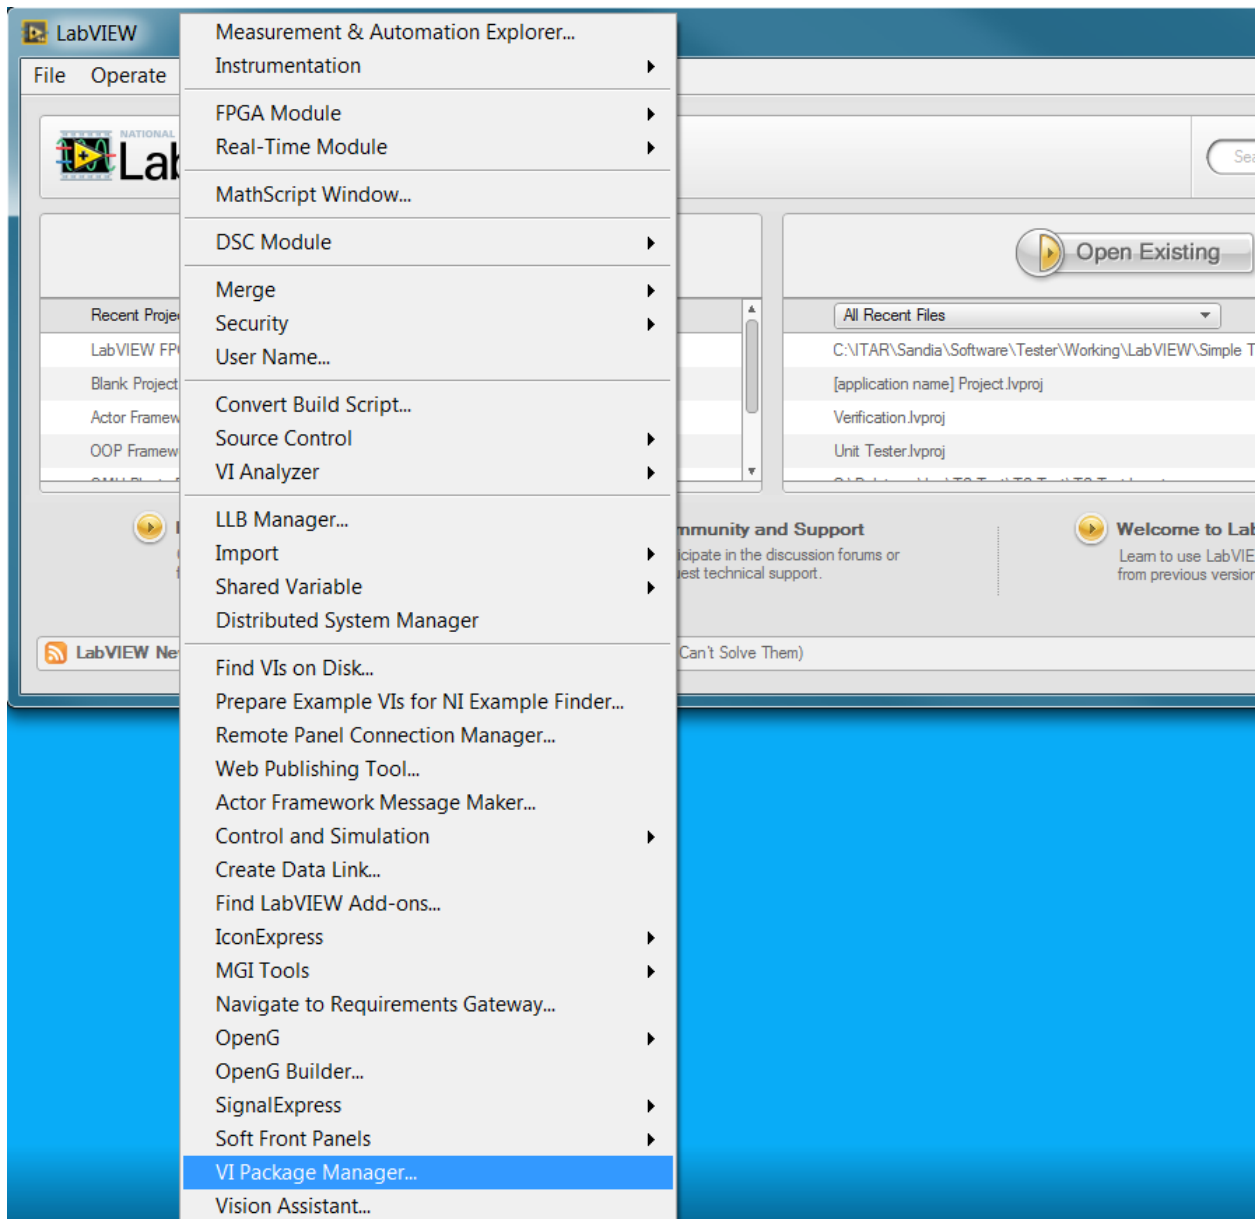 LabVIEW
File Operate
Measurement & Automation Explorer...
Instrumentation
FPGA Module
Real-Time Module
MathScript Window...
DSC Module
Merge
Security
User Name...
Convert Build Script...
Source Control
VI Analyzer
LLB Manager...
Import
Shared Variable
Distributed System Manager
Find VIs on Disk...
Prepare Example VIs for NI Example Finder...
Remote Panel Connection Manager...
Web Publishing Tool...
Actor Framework Message Maker...
Control and Simulation
Create Data Link...
Find LabVIEW Add-ons...
IconExpress
MGI Tools
Navigate to Requirements Gateway...
OpenG
OpenG Builder...
SignalExpress
Soft Front Panels
VI Package Manager...
Vision Assistant...
NATIONAL
Lab
Sea
Recent Proje
LabVIEW FP
Blank Project
Actor Framew
OOP Framew
Open Existing
All Recent Files
C:\ITAR\Sandia\Software\Tester\Working\LabVIEW\Simple T
[application name] Project.lvproj
Verification.lvproj
Unit Tester.lvproj
mmunity and Support
icipate in the discussion forums or
uest technical support.
Welcome to Lab
Learn to use LabVIE
from previous version
LabVIEW Ne
Can't Solve Them)